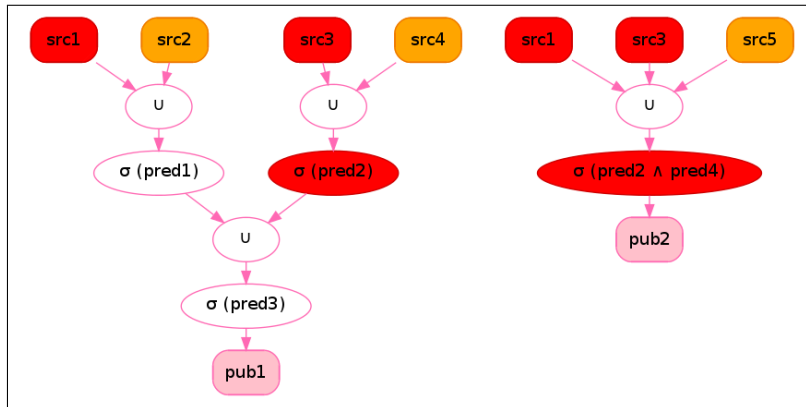 src1 src2 src3 src4 src1 src3 src5
∪ ∪ ∪
σ (pred1) σ (pred2) σ (pred2 ∧ pred4)
∪ pub2
σ (pred3)
pub1